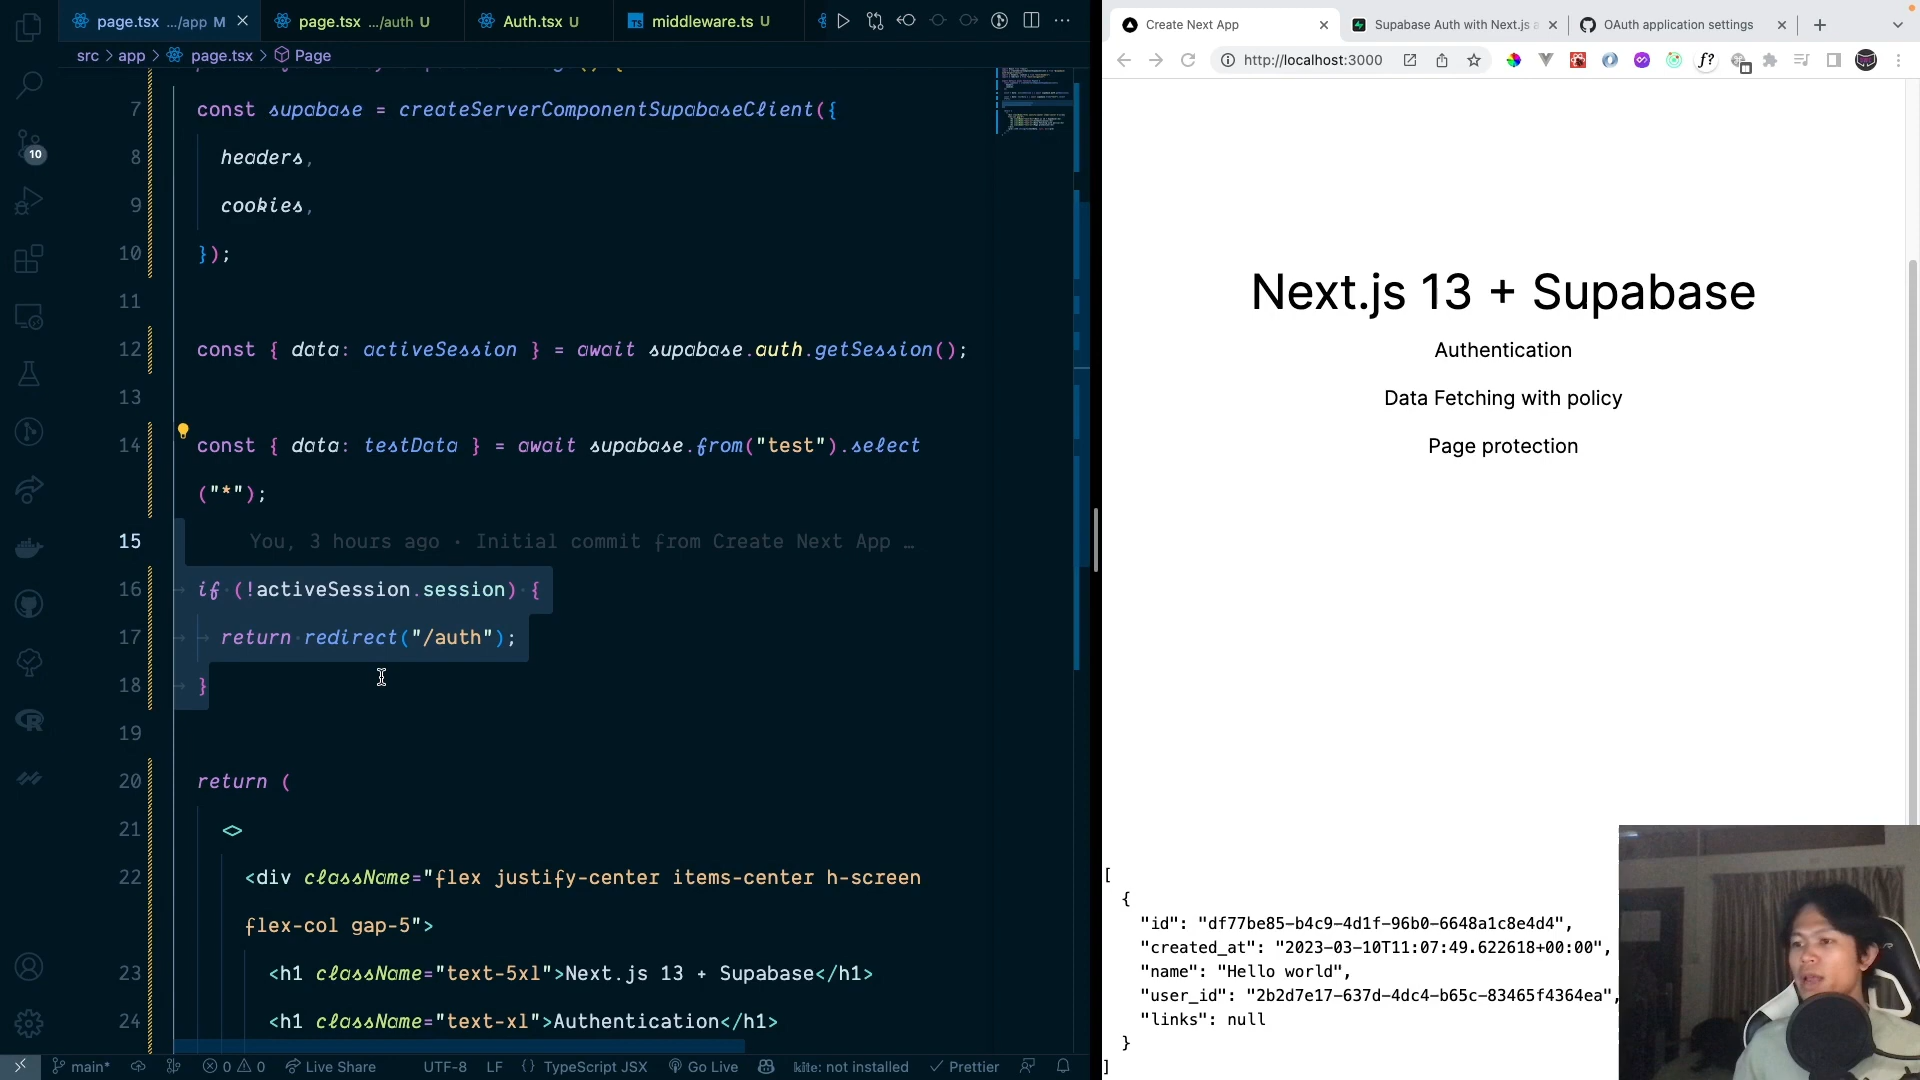 page.tsx .../app M
page.tsx .../auth U
Auth.tsx U
TS middleware.ts U
src > app > page.tsx > Page
10
7 const supabase = createServerComponentSupabaseClient({
8 headers,
9 cookies,
10 });
11
12 const { data: activeSession } = await supabase.auth.getSession();
13
14 const { data: testData } = await supabase.from("test").select
("*");
15 You, 3 hours ago · Initial commit from Create Next App …
16 if (!activeSession.session) {
17 return redirect("/auth");
18 }
19
20 return (
21 <>
22 <div className="flex justify-center items-center h-screen
flex-col gap-5">
23 <h1 className="text-5xl">Next.js 13 + Supabase</h1>
24 <h1 className="text-xl">Authentication</h1>
main* 0 0 Live Share UTF-8 LF {} TypeScript JSX Go Live kite: not installed Prettier
Create Next App
Supabase Auth with Next.js
OAuth application settings
http://localhost:3000
f?
Next.js 13 + Supabase
Authentication
Data Fetching with policy
Page protection
[
{
"id": "df77be85-b4c9-4d1f-96b0-6648a1c8e4d4",
"created_at": "2023-03-10T11:07:49.622618+00:00",
"name": "Hello world",
"user_id": "2b2d7e17-637d-4dc4-b65c-83465f4364ea",
"links": null
}
]